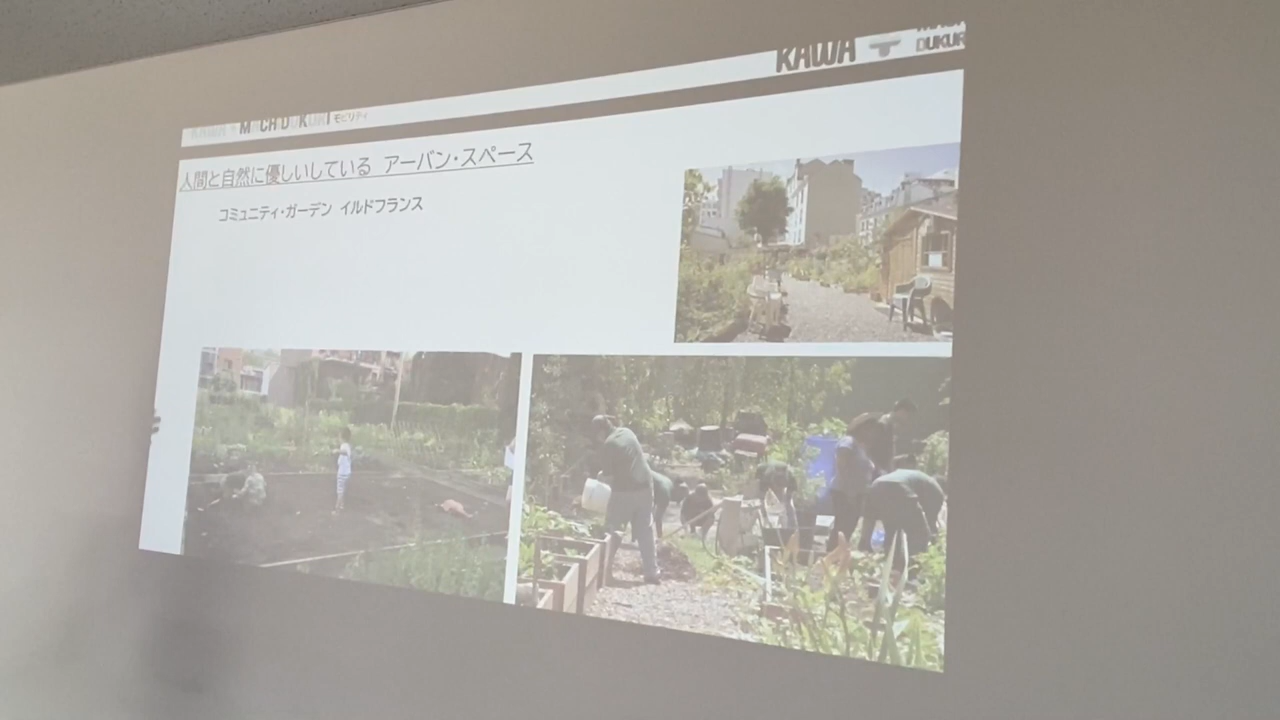 KAWA
DUKUR
KAWA + MACHIDUKURI モビリティ
人間と自然に優しいしている アーバン・スペース
コミュニティ・ガーデン イルドフランス